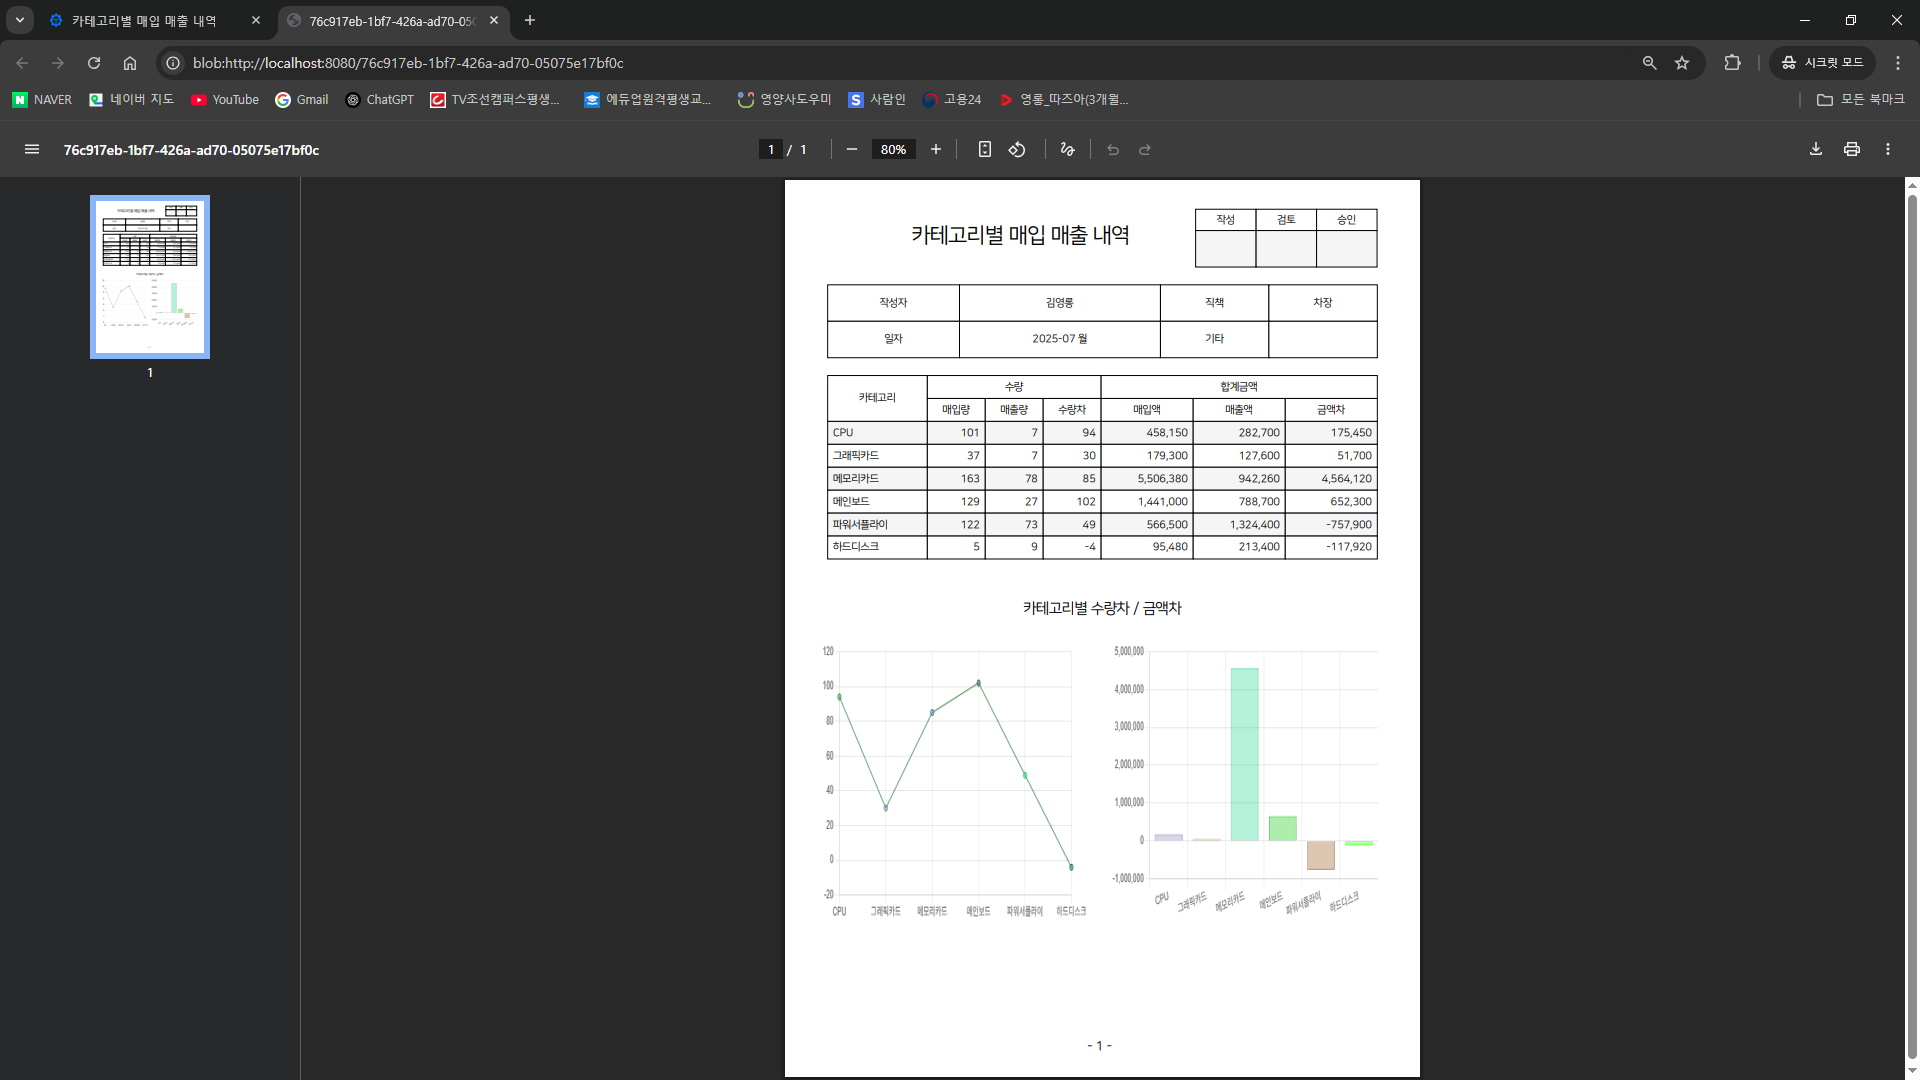 카테고리별 매입 매출 내역
76c917eb-1bf7-426a-ad70-05
blob:http://localhost:8080/76c917eb-1bf7-426a-ad70-05075e17bf0c
시크릿 모드
NAVER 네이버 지도 YouTube Gmail ChatGPT TV조선캠퍼스평생... 에듀업원격평생교... 영양사도우미 사람인 고용24 영롱_따즈아(3개월... 모든 북마크
76c917eb-1bf7-426a-ad70-05075e17bf0c
1 / 1
80%
1
카테고리별 매입 매출 내역
작성 검토 승인
작성자 김영롱 직책 차장
일자 2025-07 월 기타
카테고리 수량 합계금액
매입량 매출량 수량차 매입액 매출액 금액차
CPU 101 7 94 458,150 282,700 175,450
그래픽카드 37 7 30 179,300 127,600 51,700
메모리카드 163 78 85 5,506,380 942,260 4,564,120
메인보드 129 27 102 1,441,000 788,700 652,300
파워서플라이 122 73 49 566,500 1,324,400 -757,900
하드디스크 5 9 -4 95,480 213,400 -117,920
카테고리별 수량차 / 금액차
120
100
80
60
40
20
0
-20
CPU 그래픽카드 메모리카드 메인보드 파워서플라이 하드디스크
5,000,000
4,000,000
3,000,000
2,000,000
1,000,000
0
-1,000,000
CPU 그래픽카드 메모리카드 메인보드 파워서플라이 하드디스크
- 1 -